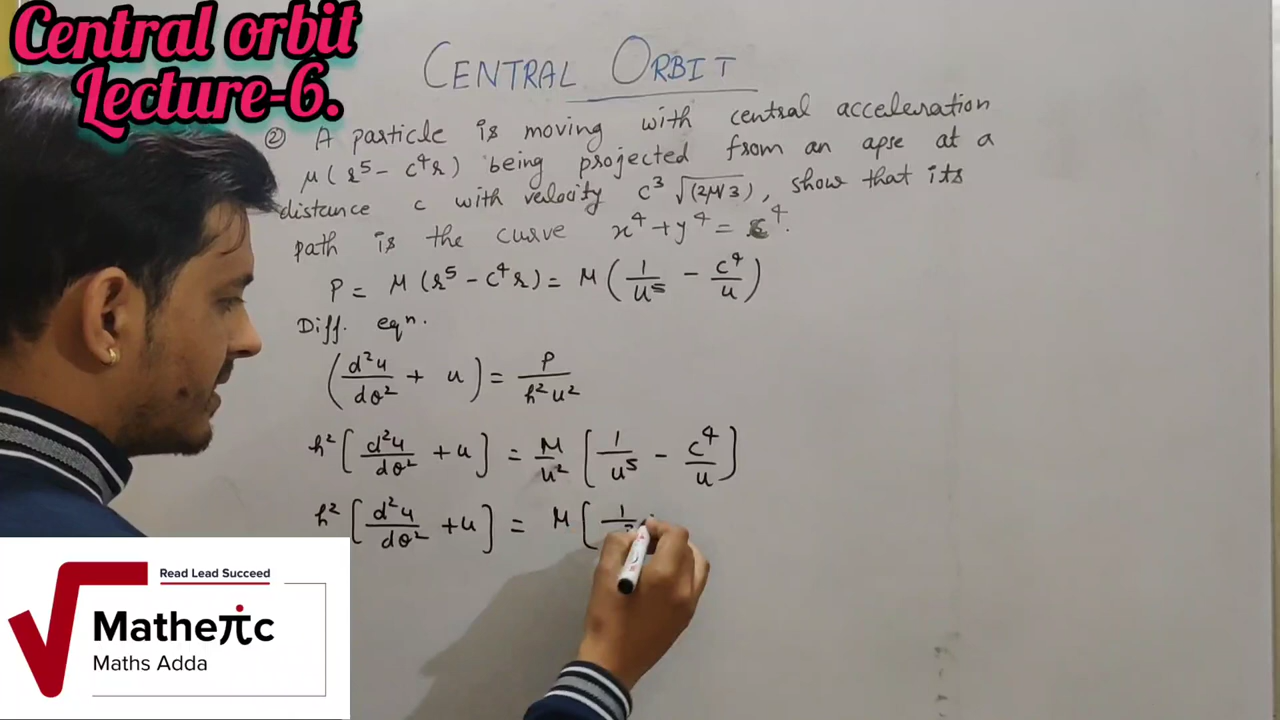 Central orbit
Lecture-6.
CENTRAL ORBIT
② A particle is moving with central acceleration
μ(r⁵ - c⁴r) being projected from an apse at a
distance c with velocity c³ √(2μ/3), show that its
path is the curve x⁴ + y⁴ = c⁴.
P = μ(r⁵ - c⁴r) = μ(1/u⁵ - c⁴/u)
Diff. eqⁿ.
(d²u/dθ² + u) = P/h²u²
h² [d²u/dθ² + u] = μ/u² [1/u⁵ - c⁴/u]
h² [d²u/dθ² + u] = μ [1/
Read Lead Succeed
Matheπc
Maths Adda